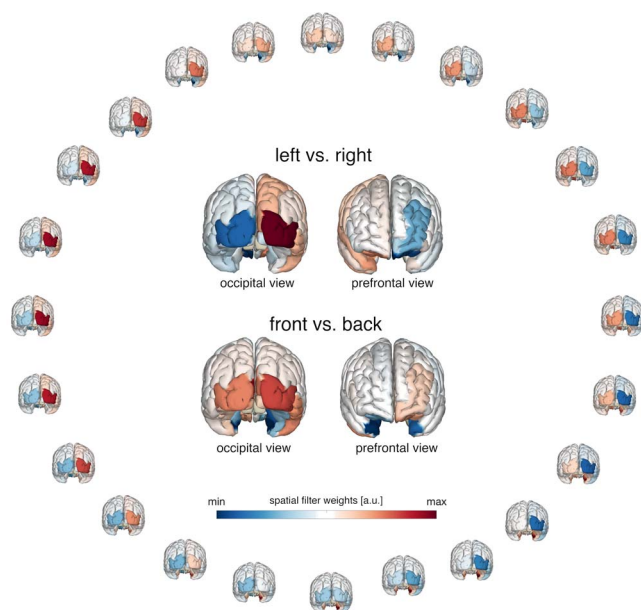 left vs. right
occipital view prefrontal view
front vs. back
occipital view prefrontal view
min spatial filter weights [a.u.] max